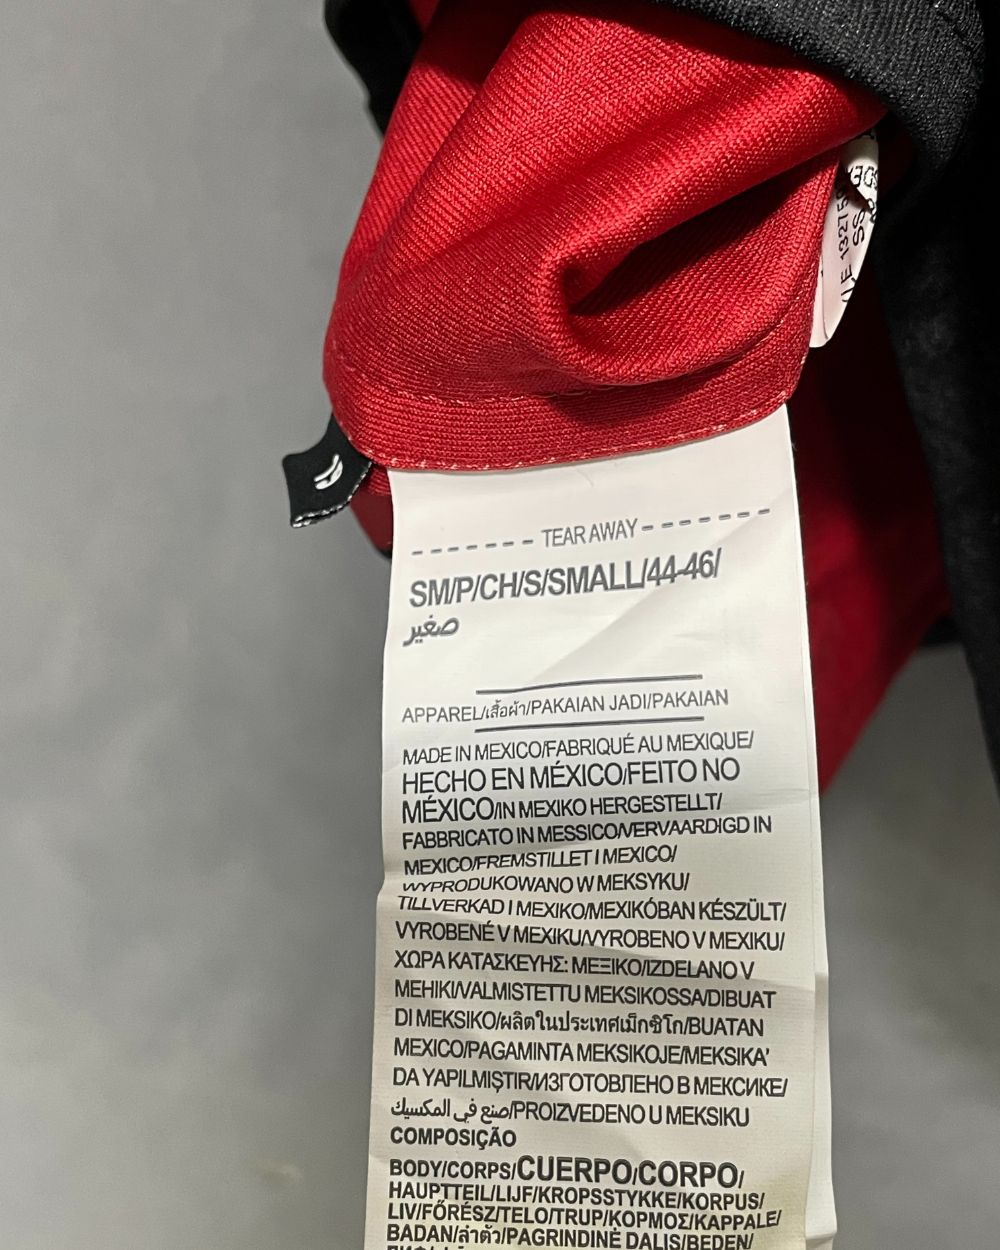 TEAR AWAY
SM/P/CH/S/SMALL/44-46/
صغير
APPAREL/เสื้อผ้า/PAKAIAN JADI/PAKAIAN
MADE IN MEXICO/FABRIQUÉ AU MEXIQUE/
HECHO EN MÉXICO/FEITO NO
MÉXICO/IN MEXIKO HERGESTELLT/
FABBRICATO IN MESSICO/VERVAARDIGD IN
MEXICO/FREMSTILLET I MEXICO/
WYPRODUKOWANO W MEKSYKU/
TILLVERKAD I MEXIKO/MEXIKÓBAN KÉSZÜLT/
VYROBENÉ V MEXIKU/VYROBENO V MEXIKU/
ΧΩΡΑ ΚΑΤΑΣΚΕΥΗΣ: ΜΕΞΙΚΟ/IZDELANO V
MEHIKI/VALMISTETTU MEKSIKOSSA/DIBUAT
DI MEKSIKO/ผลิตในประเทศเม็กซิโก/BUATAN
MEXICO/PAGAMINTA MEKSIKOJE/MEKSIKA'
DA YAPILMIŞTIR/ИЗГОТОВЛЕНО В МЕКСИКЕ/
صنع في المكسيك/PROIZVEDENO U MEKSIKU
COMPOSIÇÃO
BODY/CORPS/CUERPO/CORPO/
HAUPTTEIL/LIJF/KROPSSTYKKE/KORPUS/
LIV/FŐRÉSZ/TELO/TRUP/ΚΟΡΜΟΣ/KAPPALE/
BADAN/ลำตัว/PAGRINDINĖ DALIS/BEDEN/